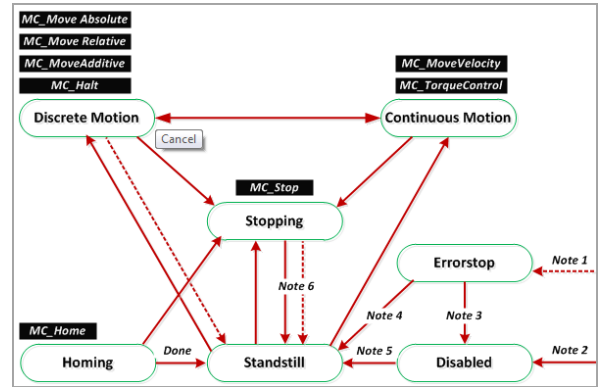 MC_Move Absolute
MC_Move Relative
MC_MoveAdditive
MC_Halt
Discrete Motion
MC_MoveVelocity
MC_TorqueControl
Continuous Motion
Cancel
MC_Stop
Stopping
Errorstop
Note 1
Note 6
Note 4
Note 3
MC_Home
Homing
Done
Standstill
Note 5
Disabled
Note 2